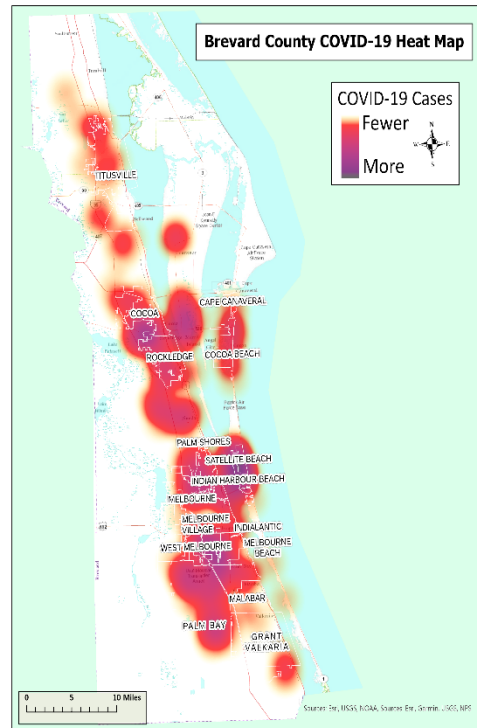 Brevard County COVID-19 Heat Map
COVID-19 Cases
Fewer
More
N
W
E
S
TITUSVILLE
CAPE CANAVERAL
COCOA
ROCKLEDGE
COCOA BEACH
PALM SHORES
SATELLITE BEACH
INDIAN HARBOUR BEACH
MELBOURNE
MELBOURNE
VILLAGE
INDIALANTIC
WEST MELBOURNE
MELBOURNE
BEACH
MALABAR
PALM BAY
GRANT
VALKARIA
0 5 10 Miles
Sources: Esri, USGS, NOAA, Sources: Esri, Garmin, USGS, NPS